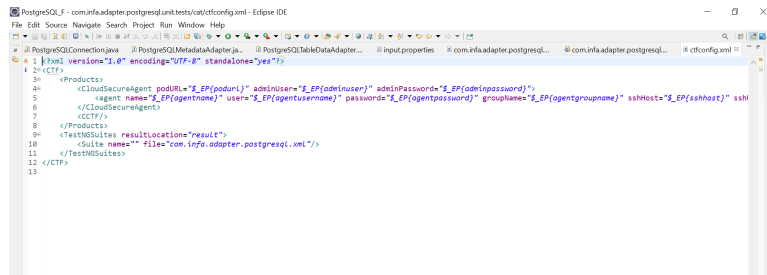 PostgreSQL_F - com.infa.adapter.postgresql.unit.tests/cat/ctfconfig.xml - Eclipse IDE
File Edit Source Navigate Search Project Run Window Help
PostgreSQLConnection.java PostgreSQLMetadataAdapter.ja... PostgreSQLTableDataAdapter.... input.properties com.infa.adapter.postgresql.... com.infa.adapter.postgresql.... ctfconfig.xml
1 <?xml version="1.0" encoding="UTF-8" standalone="yes"?>
2 <CTF>
3 <Products>
4 <CloudSecureAgent podURL="$_EP{podurl}" adminUser="$_EP{adminuser}" adminPassword="$_EP{adminpassword}">
5 <agent name="$_EP{agentname}" user="$_EP{agentusername}" password="$_EP{agentpassword}" groupName="$_EP{agentgroupname}" sshHost="$_EP{sshhost}" sshl
6 </CloudSecureAgent>
7 <CCTF/>
8 </Products>
9 <TestNGSuites resultLocation="result">
10 <Suite name="" file="com.infa.adapter.postgresql.xml"/>
11 </TestNGSuites>
12 </CTF>
13